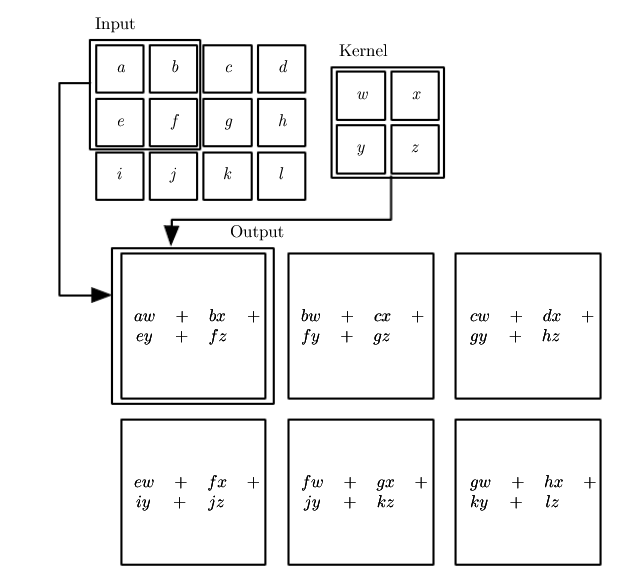 Input
a b c d
Kernel
w x
e f g h
y z
i j k l
Output
aw + bx +
ey + fz
bw + cx +
fy + gz
cw + dx +
gy + hz
ew + fx +
iy + jz
fw + gx +
jy + kz
gw + hx +
ky + lz